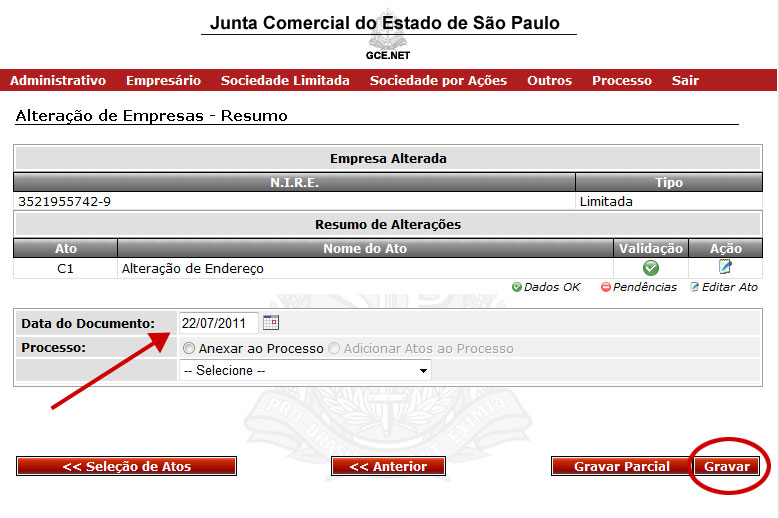 Junta Comercial do Estado de São Paulo
GCE.NET
Administrativo Empresário Sociedade Limitada Sociedade por Ações Outros Processo Sair
Alteração de Empresas - Resumo
Empresa Alterada
N.I.R.E. Tipo
3521955742-9 Limitada
Resumo de Alterações
Ato Nome do Ato Validação Ação
C1 Alteração de Endereço
Dados OK Pendências Editar Ato
Data do Documento: 22/07/2011
Processo: Anexar ao Processo Adicionar Atos ao Processo
-- Selecione --
<< Seleção de Atos << Anterior Gravar Parcial Gravar